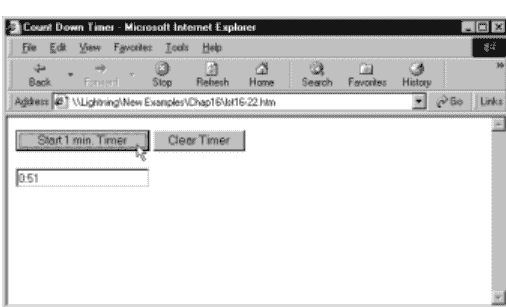 Count Down Timer - Microsoft Internet Explorer
File Edit View Favorites Tools Help
Back Forward Stop Refresh Home Search Favorites History
Address \\Lightning\New Examples\Chap16\lst16-22.htm Go Links
Start 1 min. Timer Clear Timer
0:51